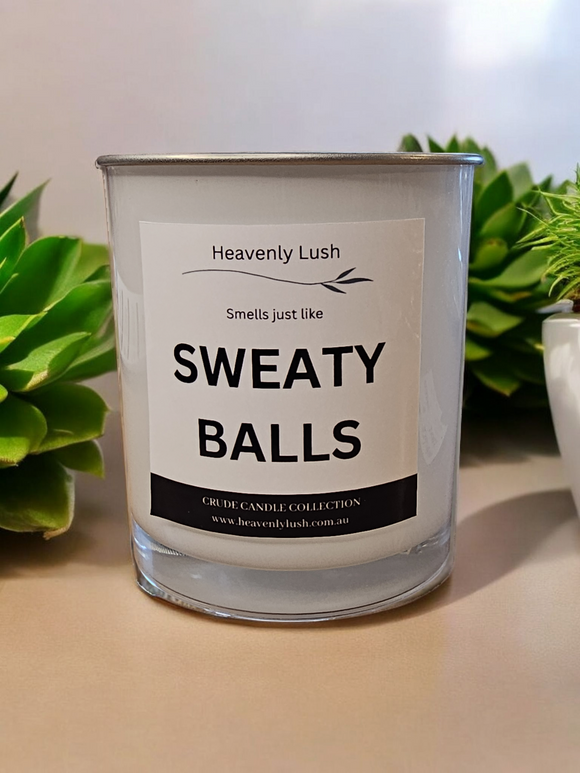 Heavenly Lush
Smells just like
SWEATY
BALLS
CRUDE CANDLE COLLECTION
www.heavenlylush.com.au